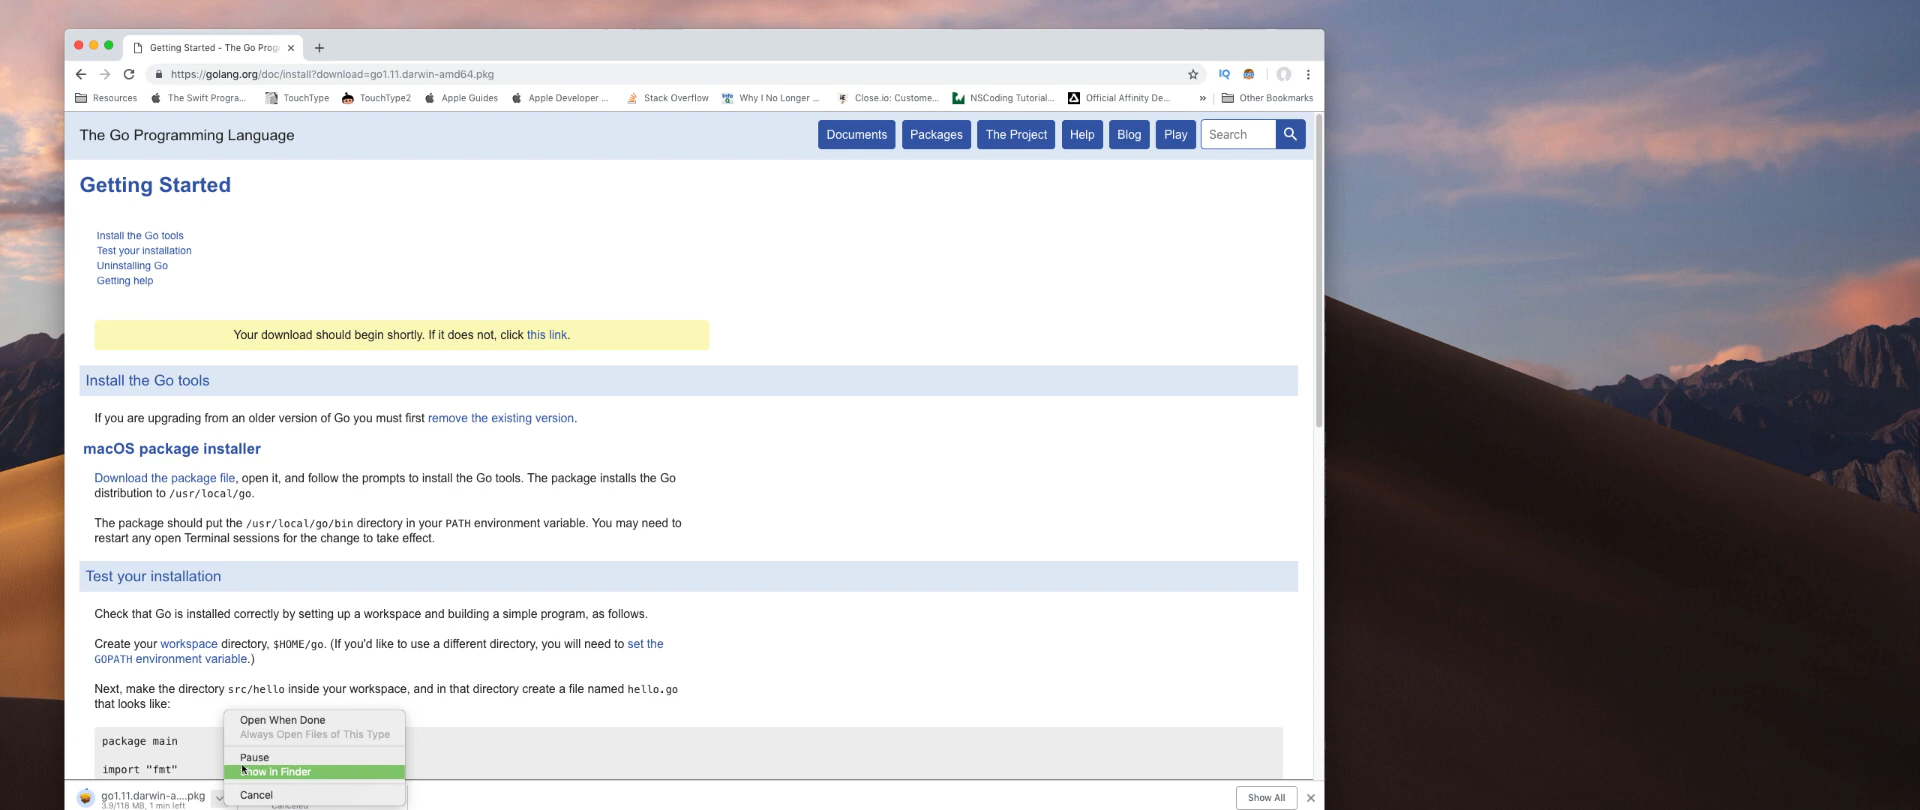 Getting Started - The Go Prog
https://golang.org/doc/install?download=go1.11.darwin-amd64.pkg
IQ
Resources The Swift Progra... TouchType TouchType2 Apple Guides Apple Developer ... Stack Overflow Why I No Longer ... Close.io: Custome... NSCoding Tutorial... Official Affinity De... » Other Bookmarks
The Go Programming Language
Documents Packages The Project Help Blog Play Search
Getting Started
Install the Go tools
Test your installation
Uninstalling Go
Getting help
Your download should begin shortly. If it does not, click this link.
Install the Go tools
If you are upgrading from an older version of Go you must first remove the existing version.
macOS package installer
Download the package file, open it, and follow the prompts to install the Go tools. The package installs the Go
distribution to /usr/local/go.
The package should put the /usr/local/go/bin directory in your PATH environment variable. You may need to
restart any open Terminal sessions for the change to take effect.
Test your installation
Check that Go is installed correctly by setting up a workspace and building a simple program, as follows.
Create your workspace directory, $HOME/go. (If you'd like to use a different directory, you will need to set the
GOPATH environment variable.)
Next, make the directory src/hello inside your workspace, and in that directory create a file named hello.go
that looks like:
package main
import "fmt"
Open When Done
Always Open Files of This Type
Pause
Show in Finder
Cancel
go1.11.darwin-a....pkg
3.9/118 MB, 1 min left
Canceled
Show All